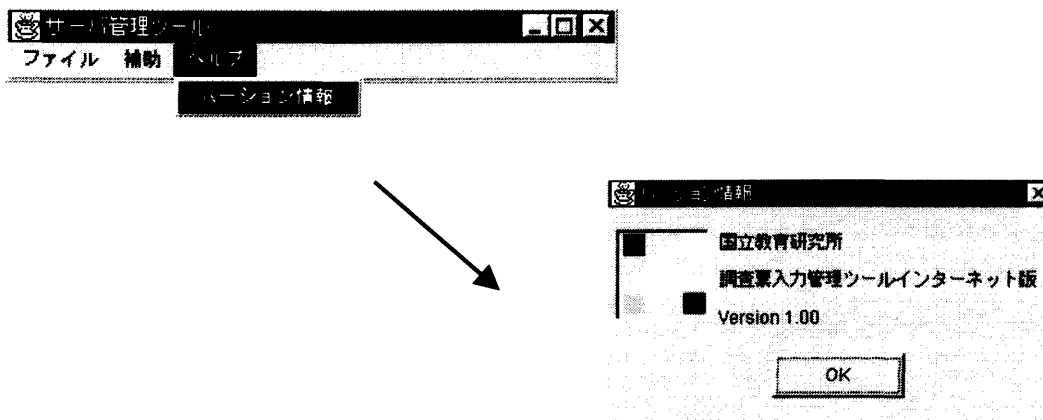 サーバ管理ツール
ファイル 補助 ヘルプ
バージョン情報
バージョン情報
国立教育研究所
調査票入力管理ツールインターネット版
Version 1.00
OK